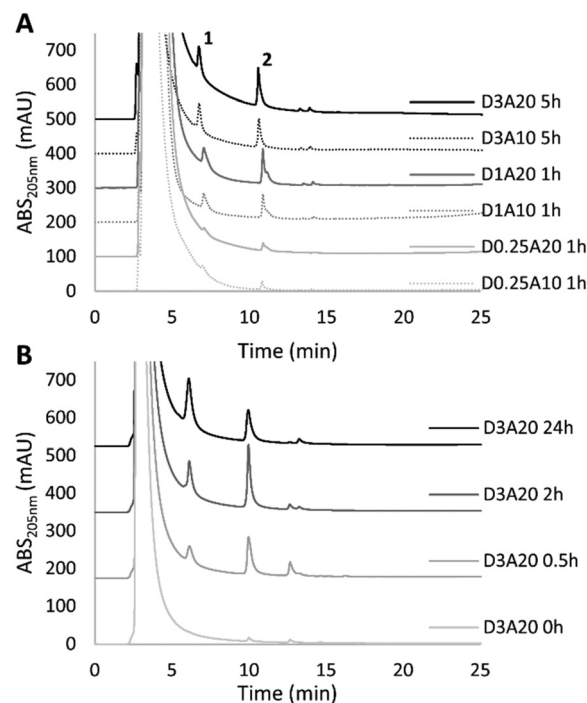 A
700
600
500
400
300
200
100
0
ABS205nm (mAU)
1
2
D3A20 5h
D3A10 5h
D1A20 1h
D1A10 1h
D0.25A20 1h
D0.25A10 1h
0 5 10 15 20 25
Time (min)
B
700
600
500
400
300
200
100
0
ABS205nm (mAU)
D3A20 24h
D3A20 2h
D3A20 0.5h
D3A20 0h
0 5 10 15 20 25
Time (min)